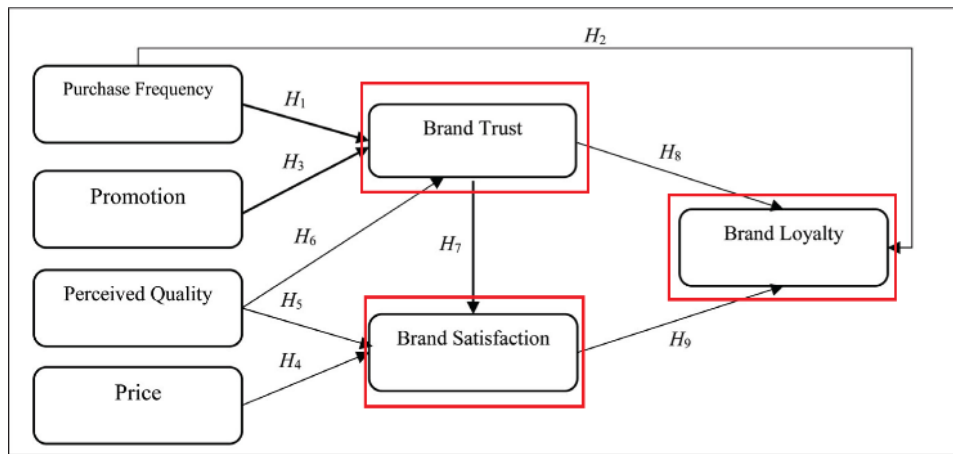 H2
Purchase Frequency
H1
Brand Trust
H3
H8
Promotion
Brand Loyalty
H6
H7
Perceived Quality
H5
Brand Satisfaction
H9
H4
Price